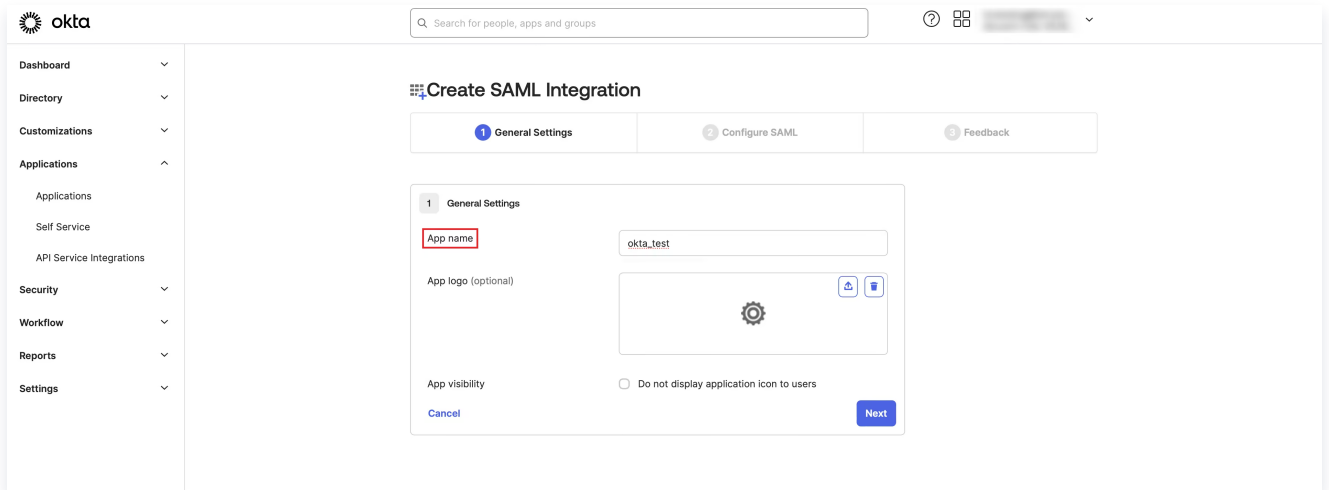 okta
Search for people, apps and groups
Dashboard
Directory
Customizations
Applications
Applications
Self Service
API Service Integrations
Security
Workflow
Reports
Settings
Create SAML Integration
1 General Settings
2 Configure SAML
3 Feedback
1 General Settings
App name
okta_test
App logo (optional)
App visibility
Do not display application icon to users
Cancel
Next